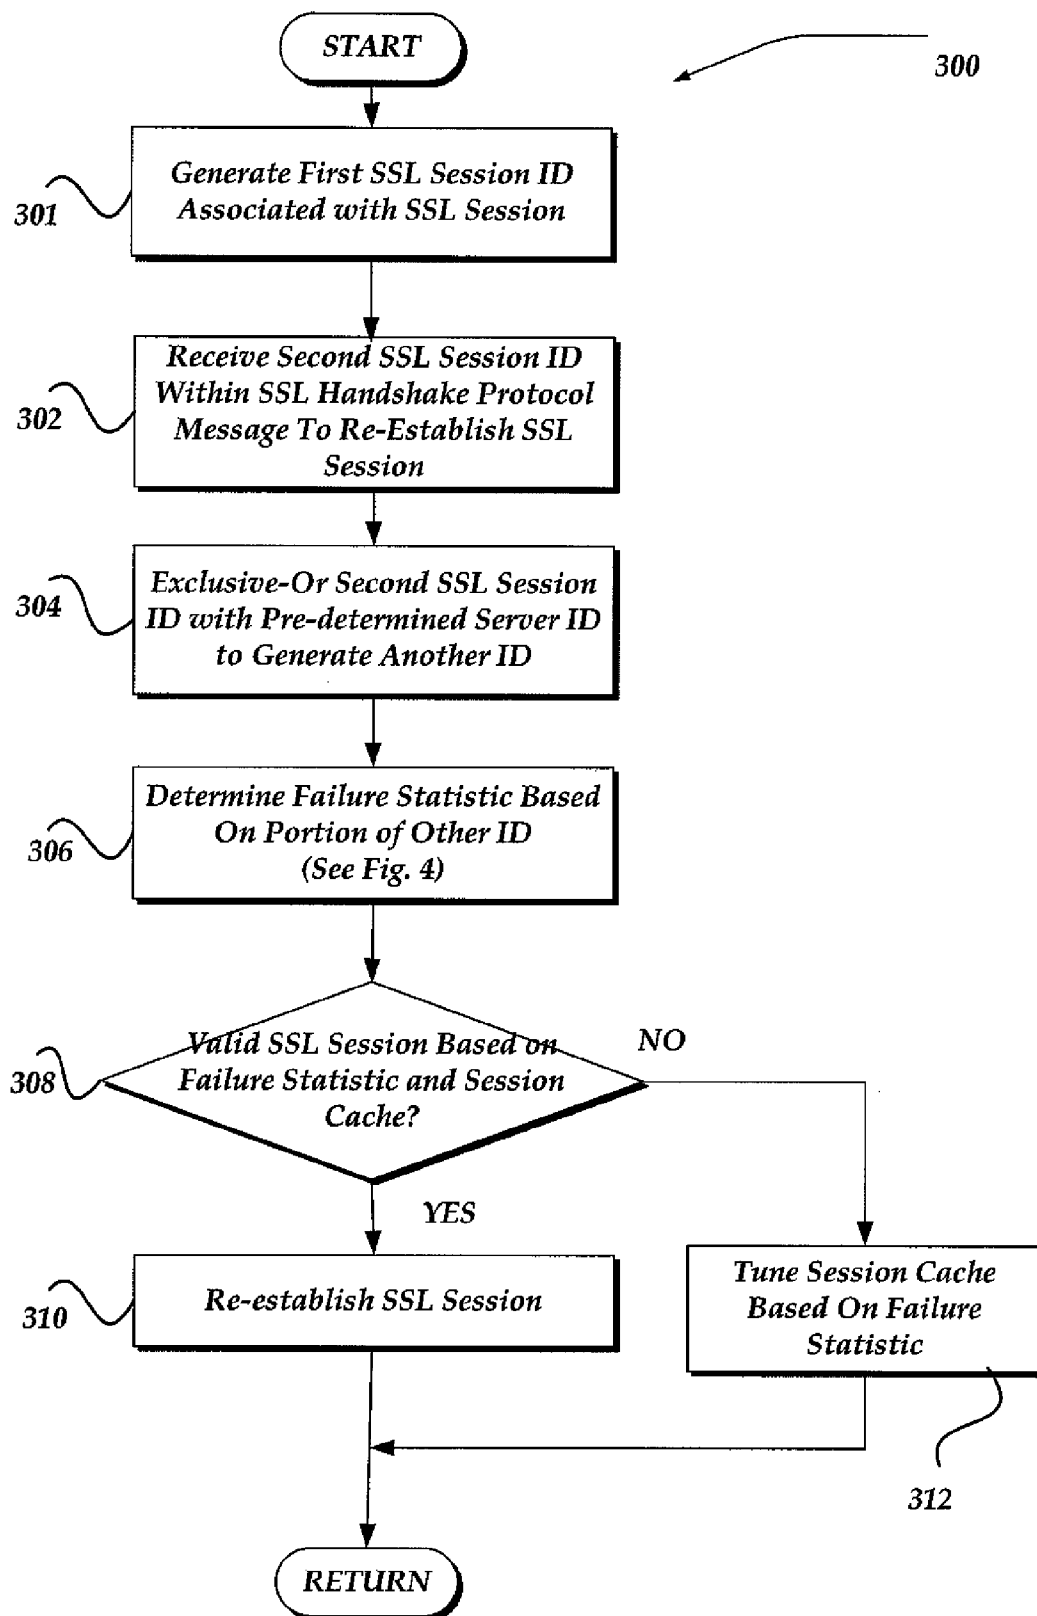 START
300
Generate First SSL Session ID
Associated with SSL Session
301
Receive Second SSL Session ID
Within SSL Handshake Protocol
Message To Re-Establish SSL
Session
302
Exclusive-Or Second SSL Session
ID with Pre-determined Server ID
to Generate Another ID
304
Determine Failure Statistic Based
On Portion of Other ID
(See Fig. 4)
306
Valid SSL Session Based on
Failure Statistic and Session
Cache?
308
NO
YES
Re-establish SSL Session
310
Tune Session Cache
Based On Failure
Statistic
312
RETURN